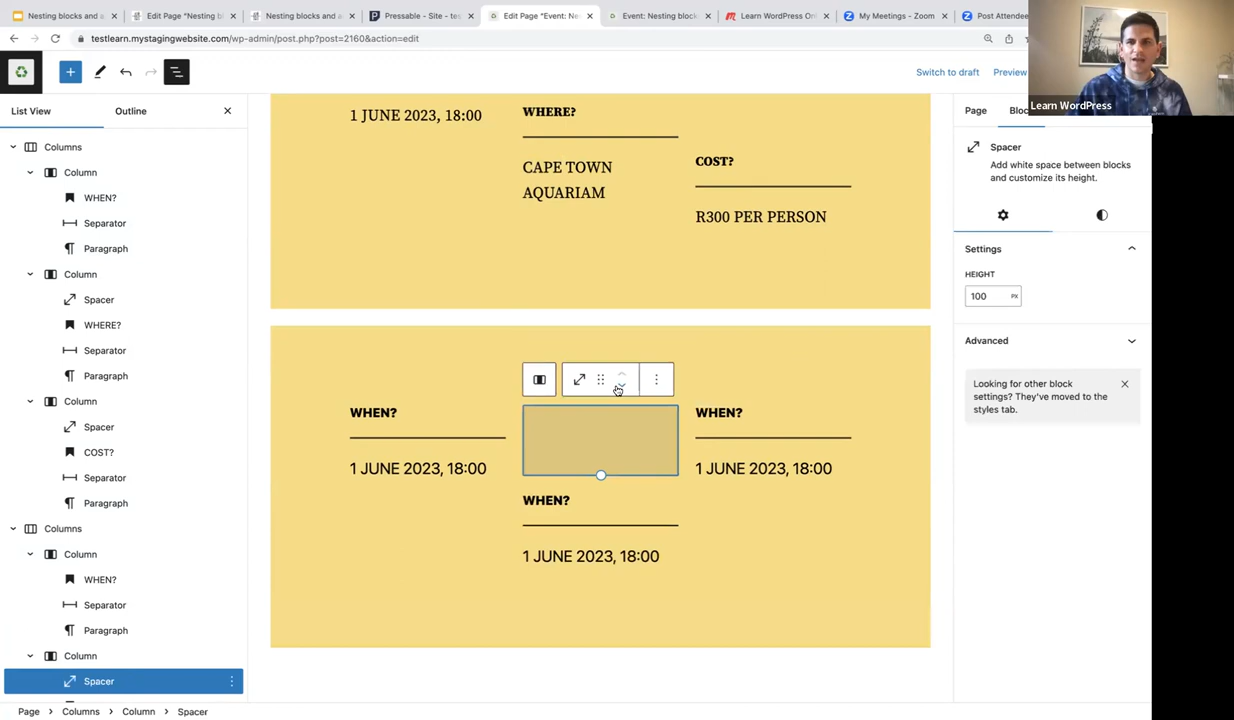 Nesting blocks and a
Edit Page "Nesting bl
Nesting blocks and a
Pressable - Site - tes
Edit Page "Event: Ne
Event: Nesting block
Learn WordPress On
My Meetings - Zoom
Post Attendee
testlearn.mystagingwebsite.com/wp-admin/post.php?post=2160&action=edit
Switch to draft
Preview
Learn WordPress
List View
Outline
Columns
Column
WHEN?
Separator
Paragraph
Column
Spacer
WHERE?
Separator
Paragraph
Column
Spacer
COST?
Separator
Paragraph
Columns
Column
WHEN?
Separator
Paragraph
Column
Spacer
1 JUNE 2023, 18:00
WHERE?
CAPE TOWN
AQUARIAM
COST?
R300 PER PERSON
WHEN?
1 JUNE 2023, 18:00
WHEN?
1 JUNE 2023, 18:00
WHEN?
1 JUNE 2023, 18:00
Page
Bloc
Spacer
Add white space between blocks
and customize its height.
Settings
HEIGHT
100 PX
Advanced
Looking for other block
settings? They've moved to the
styles tab.
Page > Columns > Column > Spacer